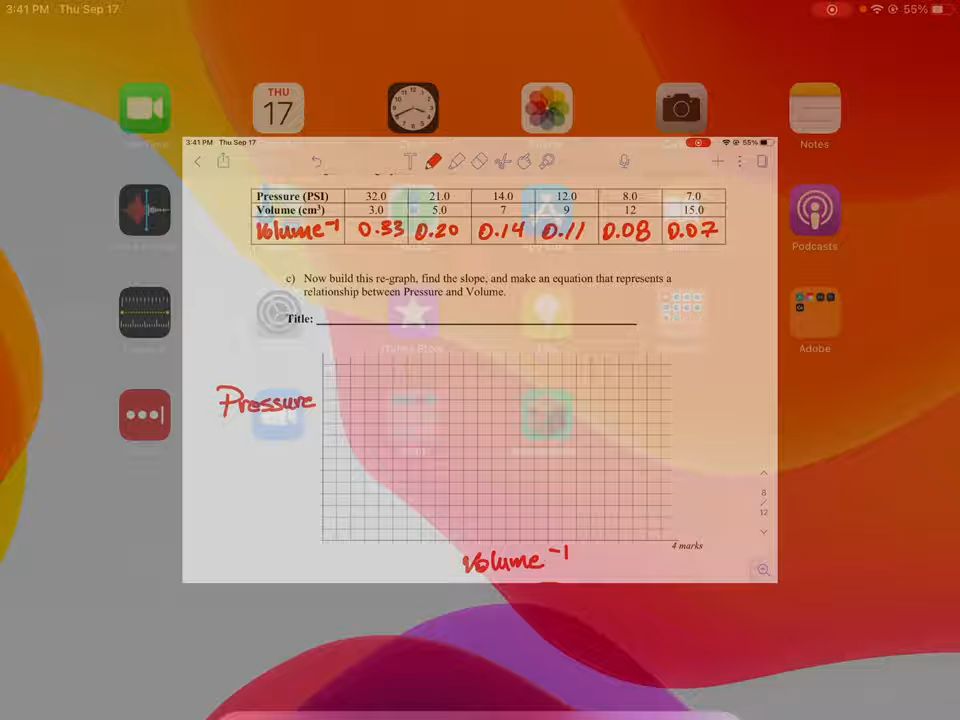 3:41 PM Thu Sep 17 55%
THU
17
Notes
3:41 PM Thu Sep 17 55%
T
Pressure (PSI) 32.0 21.0 14.0 12.0 8.0 7.0
Volume (cm³) 3.0 5.0 7 9 12 15.0
Volume⁻¹ 0.33 0.20 0.14 0.11 0.08 0.07
Podcasts
c) Now build this re-graph, find the slope, and make an equation that represents a
relationship between Pressure and Volume.
Title:
iTunes Store
Adobe
Pressure
8
/
12
4 marks
Volume⁻¹